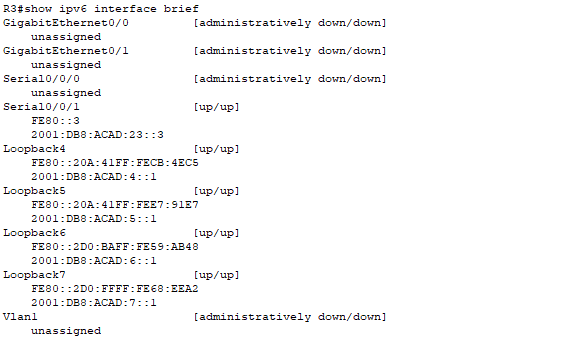 R3#show ipv6 interface brief
GigabitEthernet0/0 [administratively down/down]
unassigned
GigabitEthernet0/1 [administratively down/down]
unassigned
Serial0/0/0 [administratively down/down]
unassigned
Serial0/0/1 [up/up]
FE80::3
2001:DB8:ACAD:23::3
Loopback4 [up/up]
FE80::20A:41FF:FECB:4EC5
2001:DB8:ACAD:4::1
Loopback5 [up/up]
FE80::20A:41FF:FEE7:91E7
2001:DB8:ACAD:5::1
Loopback6 [up/up]
FE80::2D0:BAFF:FE59:AB48
2001:DB8:ACAD:6::1
Loopback7 [up/up]
FE80::2D0:FFFF:FE68:EEA2
2001:DB8:ACAD:7::1
Vlan1 [administratively down/down]
unassigned